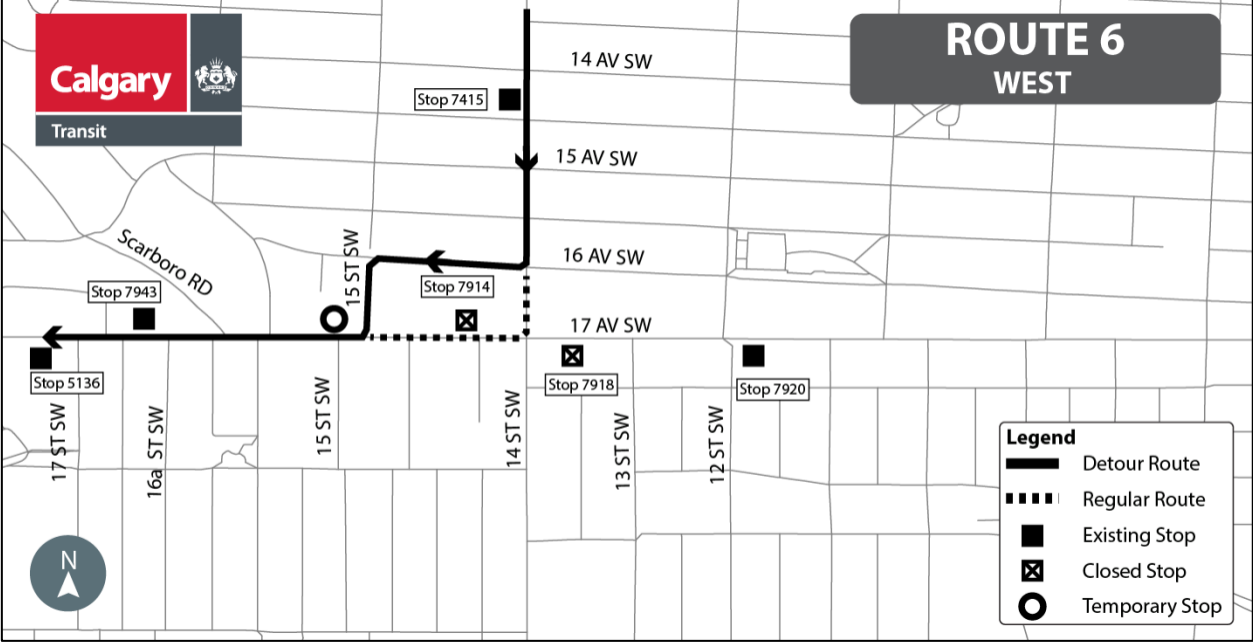 Calgary
Transit
ROUTE 6
WEST
14 AV SW
Stop 7415
15 AV SW
Scarboro RD
15 ST SW
16 AV SW
Stop 7943
Stop 7914
17 AV SW
Stop 5136
Stop 7918
Stop 7920
17 ST SW
16a ST SW
15 ST SW
14 ST SW
13 ST SW
12 ST SW
Legend
Detour Route
Regular Route
Existing Stop
Closed Stop
Temporary Stop
N